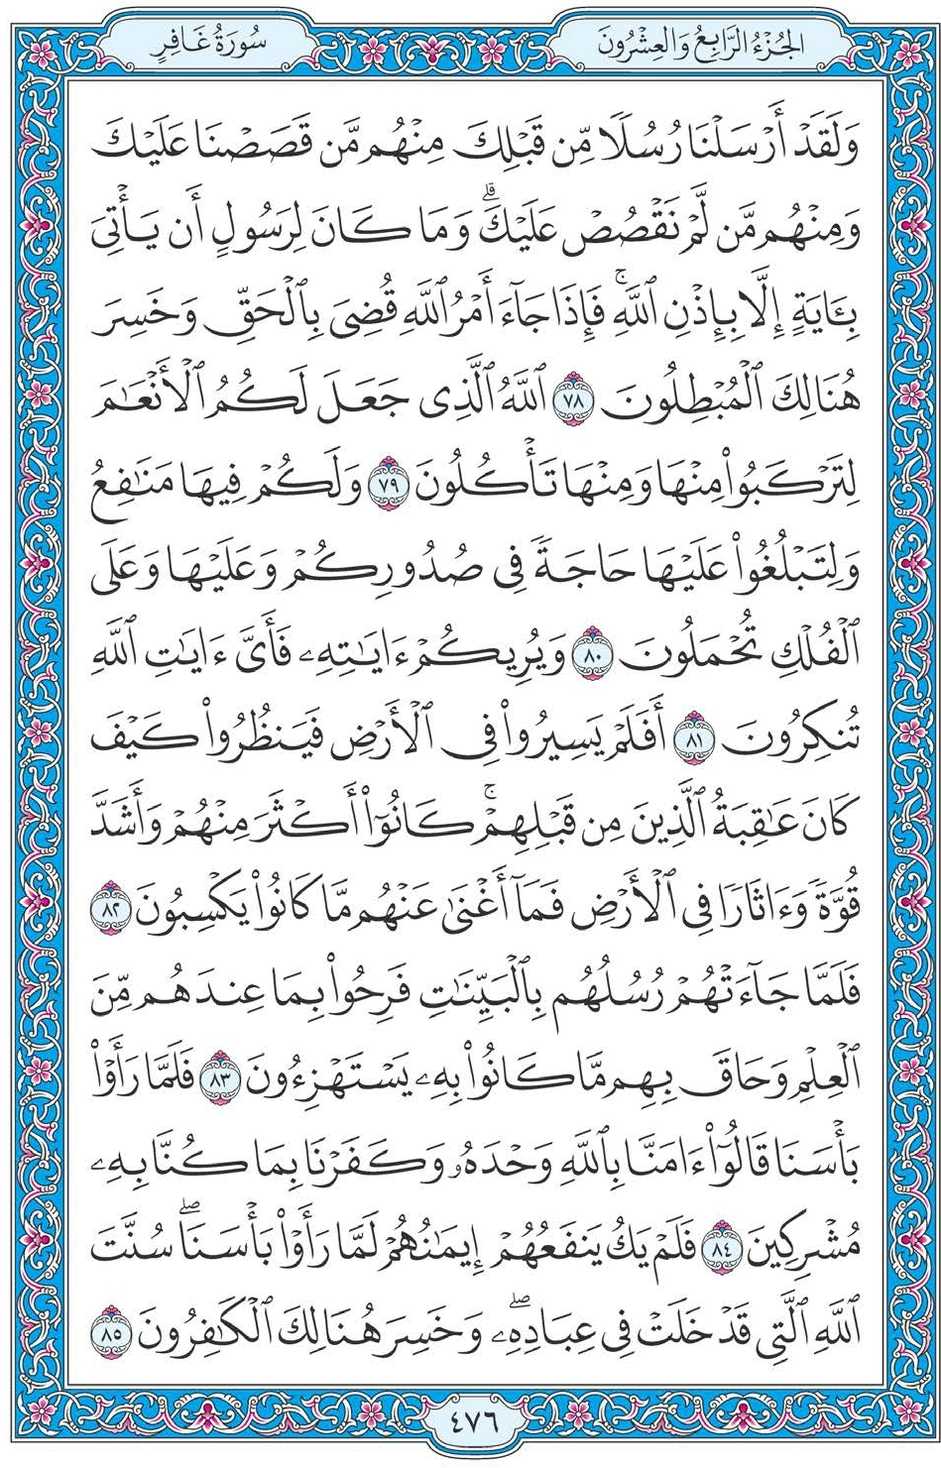 سُورَةُ غَافِرٍ
الجُزْءُ الرَّابِعُ وَالعِشْرُونَ
وَلَقَدۡ أَرۡسَلۡنَا رُسُلٗا مِّن قَبۡلِكَ مِنۡهُم مَّن قَصَصۡنَا عَلَيۡكَ
وَمِنۡهُم مَّن لَّمۡ نَقۡصُصۡ عَلَيۡكَۗ وَمَا كَانَ لِرَسُولٍ أَن يَأۡتِيَ
بِـَٔايَةٍ إِلَّا بِإِذۡنِ ٱللَّهِۚ فَإِذَا جَآءَ أَمۡرُ ٱللَّهِ قُضِيَ بِٱلۡحَقِّ وَخَسِرَ
هُنَالِكَ ٱلۡمُبۡطِلُونَ ٧٨ ٱللَّهُ ٱلَّذِي جَعَلَ لَكُمُ ٱلۡأَنۡعَٰمَ
لِتَرۡكَبُواْ مِنۡهَا وَمِنۡهَا تَأۡكُلُونَ ٧٩ وَلَكُمۡ فِيهَا مَنَٰفِعُ
وَلِتَبۡلُغُواْ عَلَيۡهَا حَاجَةٗ فِي صُدُورِكُمۡ وَعَلَيۡهَا وَعَلَى
ٱلۡفُلۡكِ تُحۡمَلُونَ ٨٠ وَيُرِيكُمۡ ءَايَٰتِهِۦ فَأَيَّ ءَايَٰتِ ٱللَّهِ
تُنكِرُونَ ٨١ أَفَلَمۡ يَسِيرُواْ فِي ٱلۡأَرۡضِ فَيَنظُرُواْ كَيۡفَ
كَانَ عَٰقِبَةُ ٱلَّذِينَ مِن قَبۡلِهِمۡۚ كَانُوٓاْ أَكۡثَرَ مِنۡهُمۡ وَأَشَدَّ
قُوَّةٗ وَءَاثَارٗا فِي ٱلۡأَرۡضِ فَمَآ أَغۡنَىٰ عَنۡهُم مَّا كَانُواْ يَكۡسِبُونَ ٨٢
فَلَمَّا جَآءَتۡهُمۡ رُسُلُهُم بِٱلۡبَيِّنَٰتِ فَرِحُواْ بِمَا عِندَهُم مِّنَ
ٱلۡعِلۡمِ وَحَاقَ بِهِم مَّا كَانُواْ بِهِۦ يَسۡتَهۡزِءُونَ ٨٣ فَلَمَّا رَأَوۡاْ
بَأۡسَنَا قَالُوٓاْ ءَامَنَّا بِٱللَّهِ وَحۡدَهُۥ وَكَفَرۡنَا بِمَا كُنَّا بِهِۦ
مُشۡرِكِينَ ٨٤ فَلَمۡ يَكُ يَنفَعُهُمۡ إِيمَٰنُهُمۡ لَمَّا رَأَوۡاْ بَأۡسَنَاۖ سُنَّتَ
ٱللَّهِ ٱلَّتِي قَدۡ خَلَتۡ فِي عِبَادِهِۦۖ وَخَسِرَ هُنَالِكَ ٱلۡكَٰفِرُونَ ٨٥
٤٧٦